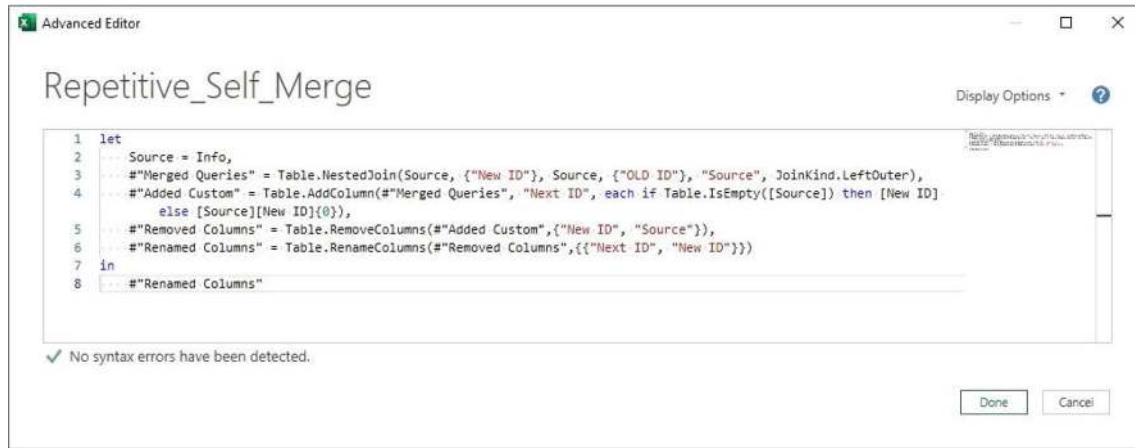 Advanced Editor
Repetitive_Self_Merge
Display Options
1 let
2 Source = Info,
3 #"Merged Queries" = Table.NestedJoin(Source, {"New ID"}, Source, {"OLD ID"}, "Source", JoinKind.LeftOuter),
4 #"Added Custom" = Table.AddColumn(#"Merged Queries", "Next ID", each if Table.IsEmpty([Source]) then [New ID]
else [Source][New ID]{0}),
5 #"Removed Columns" = Table.RemoveColumns(#"Added Custom",{"New ID", "Source"}),
6 #"Renamed Columns" = Table.RenameColumns(#"Removed Columns",{{"Next ID", "New ID"}})
7 in
8 #"Renamed Columns"
No syntax errors have been detected.
Done Cancel